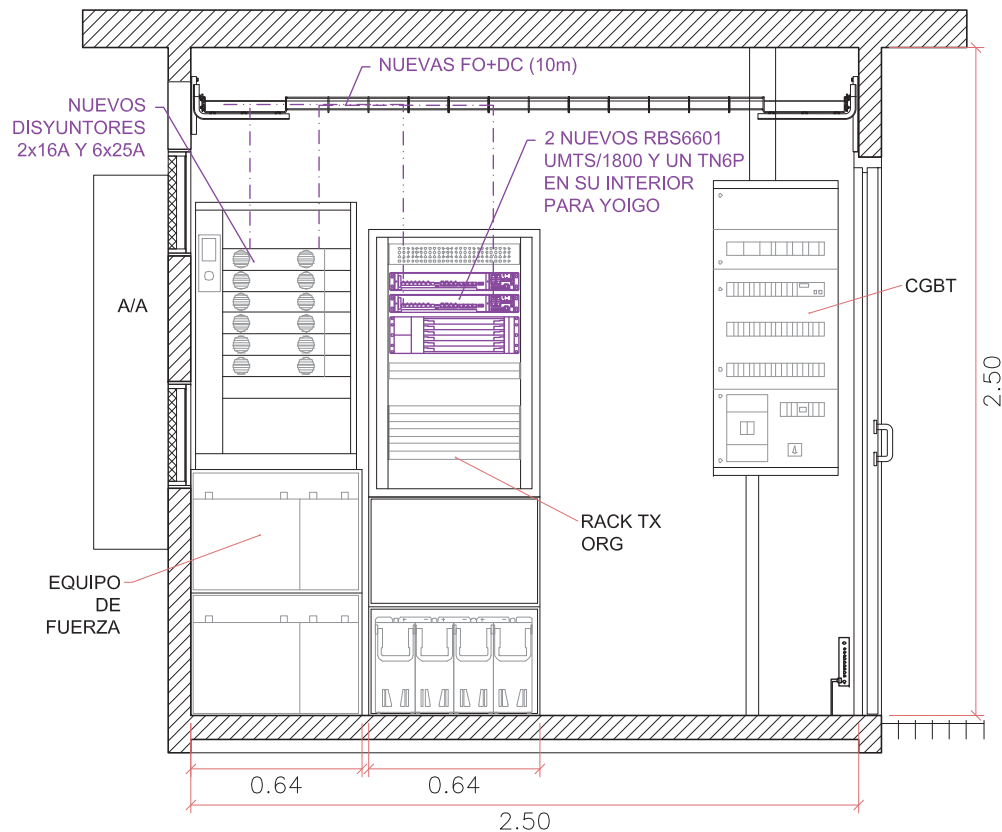 NUEVAS FO+DC (10m)
NUEVOS
DISYUNTORES
2x16A Y 6x25A
2 NUEVOS RBS6601
UMTS/1800 Y UN TN6P
EN SU INTERIOR
PARA YOIGO
A/A
CGBT
2.50
RACK TX
ORG
EQUIPO
DE
FUERZA
0.64
0.64
2.50